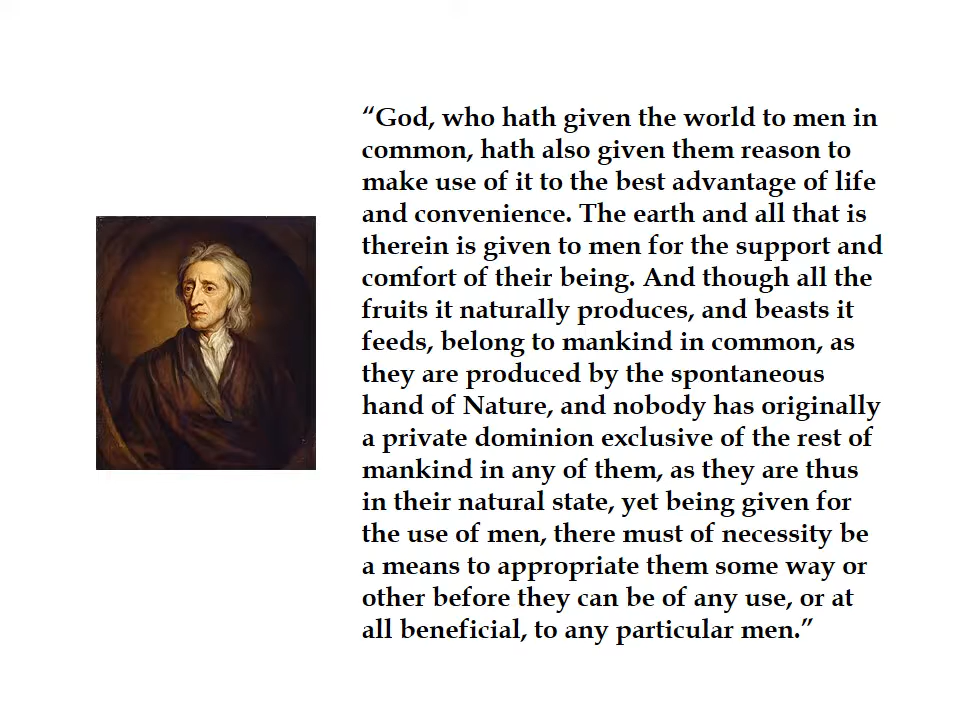 “God, who hath given the world to men in
common, hath also given them reason to
make use of it to the best advantage of life
and convenience. The earth and all that is
therein is given to men for the support and
comfort of their being. And though all the
fruits it naturally produces, and beasts it
feeds, belong to mankind in common, as
they are produced by the spontaneous
hand of Nature, and nobody has originally
a private dominion exclusive of the rest of
mankind in any of them, as they are thus
in their natural state, yet being given for
the use of men, there must of necessity be
a means to appropriate them some way or
other before they can be of any use, or at
all beneficial, to any particular men.”